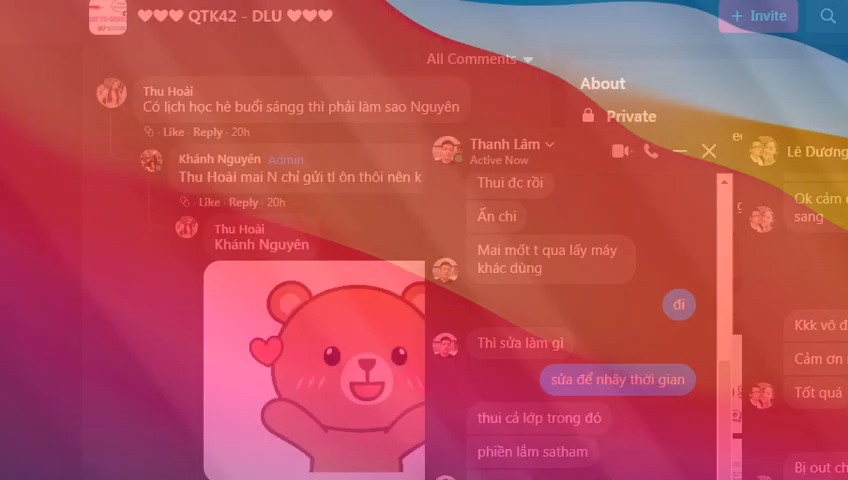 QTK42 - DLU
+ Invite
All Comments
Thu Hoài
Có lịch học hè buổi sángg thì phải làm sao Nguyên
Like · Reply · 20h
Khánh Nguyên Admin
Thu Hoài mai N chỉ gửi tl ôn thôi nên k
Like · Reply · 20h
Thu Hoài
Khánh Nguyên
About
Private
Thanh Lâm
Active Now
Thui đc rồi
Ấn chi
Mai mốt t qua lấy máy
khác dùng
đi
Thì sửa làm gì
sửa để nhây thời gian
thui cả lớp trong đó
phiền lắm satham
Lê Dương
Ok cảm
sang
Kkk vô đ
Cảm ơn
Tốt quá
Bị out ch